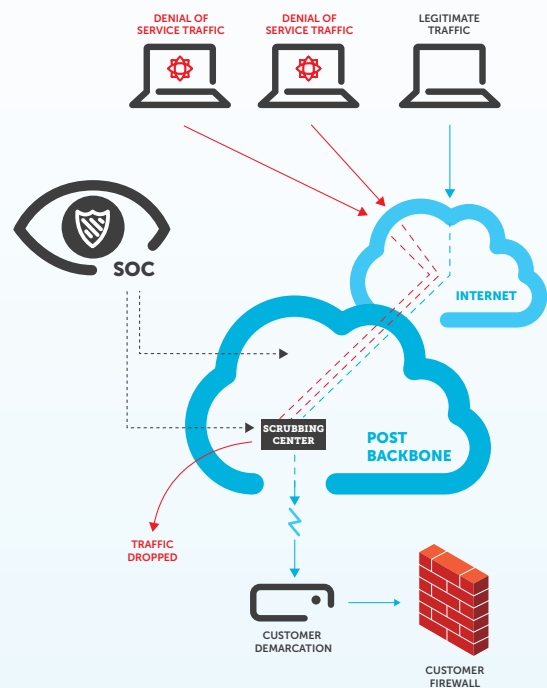 DENIAL OF
SERVICE TRAFFIC
DENIAL OF
SERVICE TRAFFIC
LEGITIMATE
TRAFFIC
SOC
INTERNET
SCRUBBING
CENTER
POST
BACKBONE
TRAFFIC
DROPPED
CUSTOMER
DEMARCATION
CUSTOMER
FIREWALL